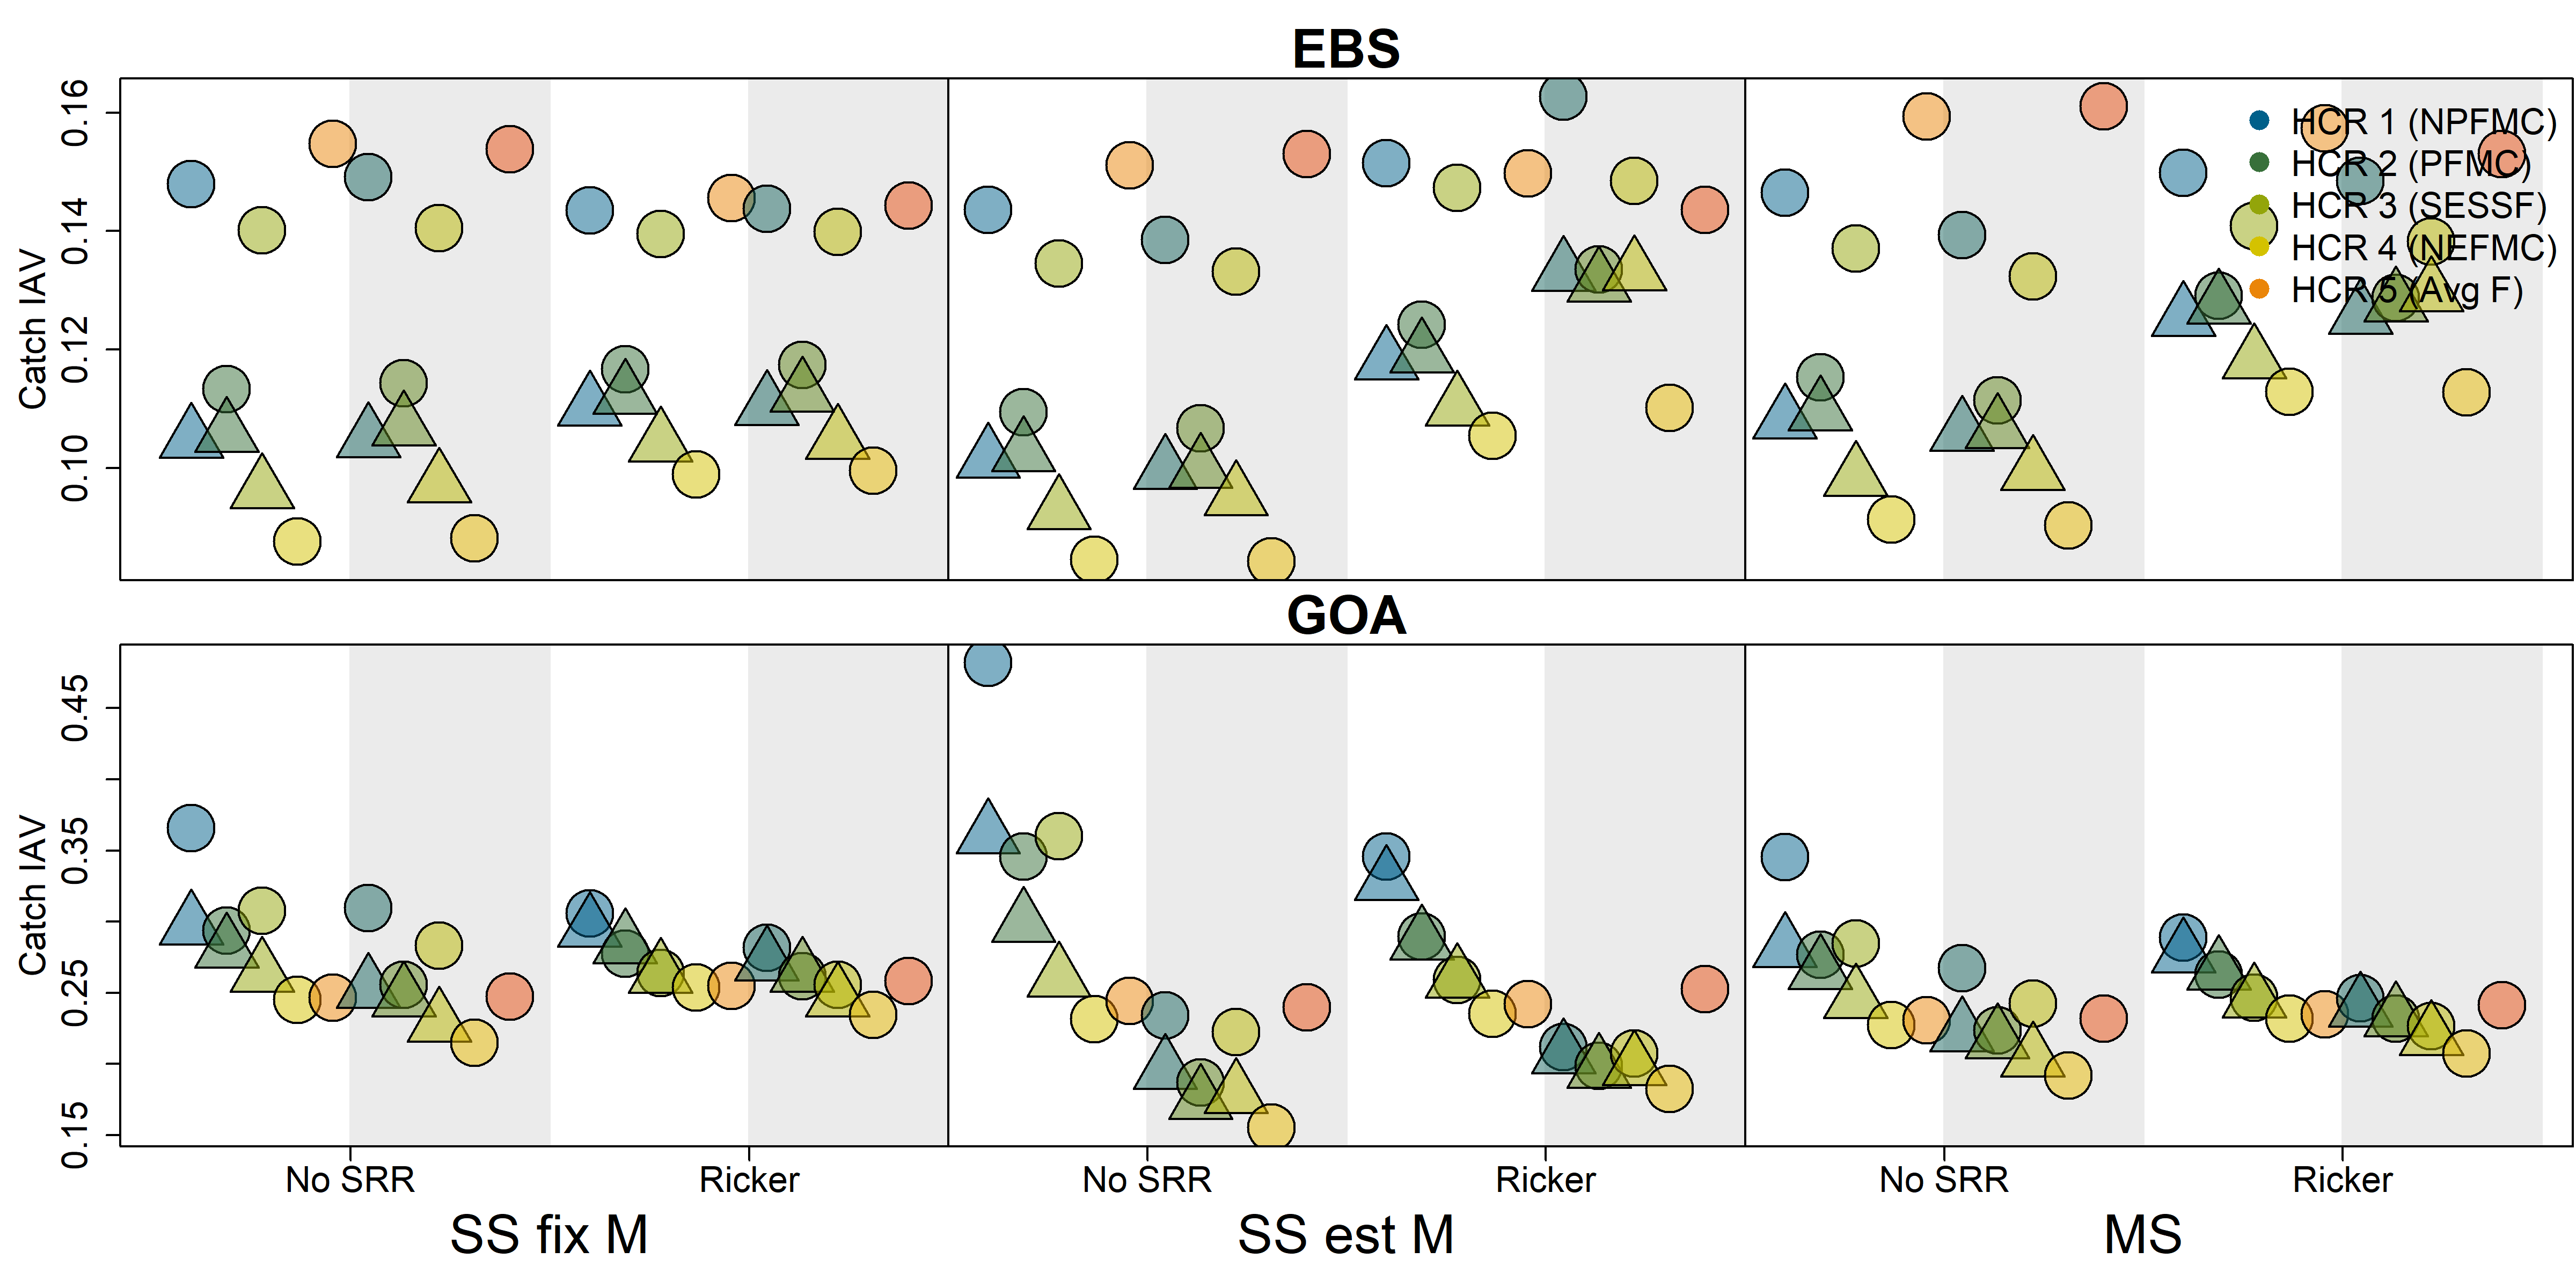 EBS
Catch IAV
0.16
0.14
0.12
0.10
HCR 1 (NPFMC)
HCR 2 (PFMC)
HCR 3 (SESSF)
HCR 4 (NEFMC)
HCR 5 (Avg F)
GOA
Catch IAV
0.45
0.35
0.25
0.15
No SRR Ricker No SRR Ricker No SRR Ricker
SS fix M SS est M MS